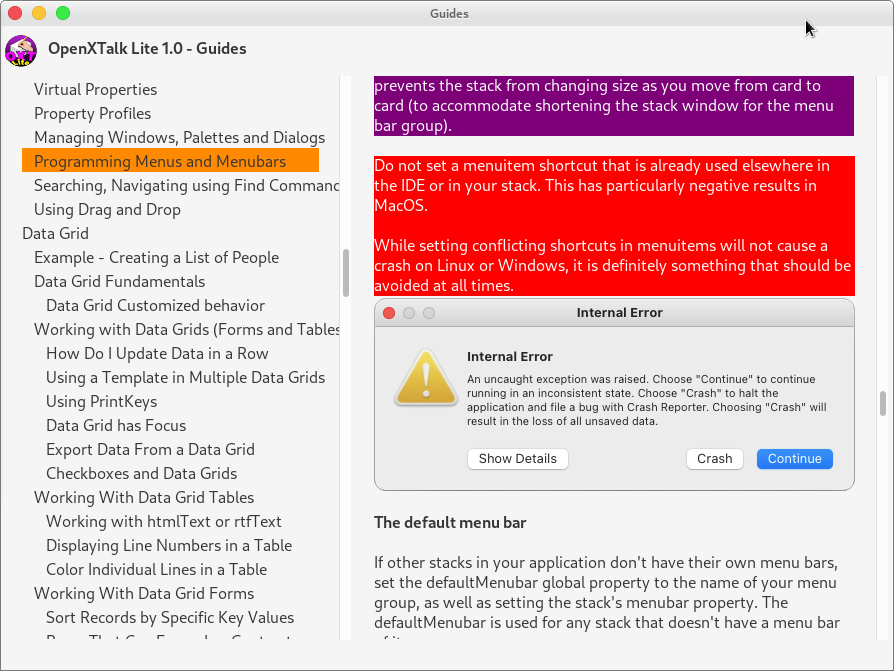 Guides
OpenXTalk Lite 1.0 - Guides
Virtual Properties
Property Profiles
Managing Windows, Palettes and Dialogs
Programming Menus and Menubars
Searching, Navigating using Find Command
Using Drag and Drop
Data Grid
Example - Creating a List of People
Data Grid Fundamentals
Data Grid Customized behavior
Working with Data Grids (Forms and Tables
How Do I Update Data in a Row
Using a Template in Multiple Data Grids
Using PrintKeys
Data Grid has Focus
Export Data From a Data Grid
Checkboxes and Data Grids
Working With Data Grid Tables
Working with htmlText or rtfText
Displaying Line Numbers in a Table
Color Individual Lines in a Table
Working With Data Grid Forms
Sort Records by Specific Key Values
prevents the stack from changing size as you move from card to
card (to accommodate shortening the stack window for the menu
bar group).
Do not set a menuitem shortcut that is already used elsewhere in
the IDE or in your stack. This has particularly negative results in
MacOS.
While setting conflicting shortcuts in menuitems will not cause a
crash on Linux or Windows, it is definitely something that should be
avoided at all times.
Internal Error
Internal Error
An uncaught exception was raised. Choose "Continue" to continue
running in an inconsistent state. Choose "Crash" to halt the
application and file a bug with Crash Reporter. Choosing "Crash" will
result in the loss of all unsaved data.
Show Details
Crash
Continue
The default menu bar
If other stacks in your application don't have their own menu bars,
set the defaultMenubar global property to the name of your menu
group, as well as setting the stack's menubar property. The
defaultMenubar is used for any stack that doesn't have a menu bar